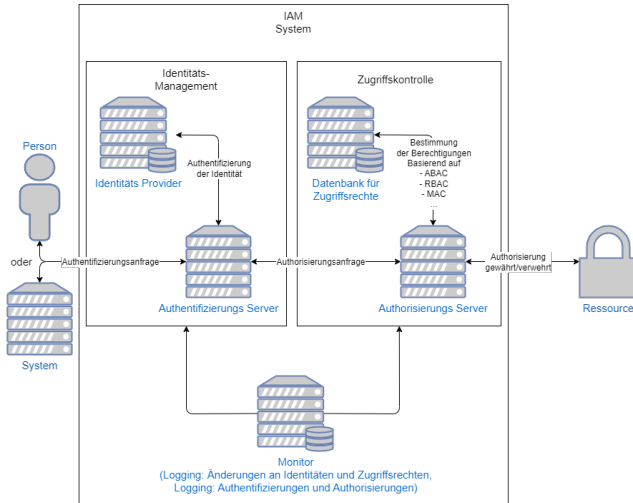 IAM
System
Identitäts-
Management
Zugriffskontrolle
Person
Authentifizierung
der Identität
Identitäts Provider
Bestimmung
der Berechtigungen
Basierend auf
- ABAC
- RBAC
- MAC
...
Datenbank für
Zugriffsrechte
oder
Authentifizierungsanfrage
Authorisierungsanfrage
Authorisierung
gewährt/verwehrt
Authentifizierungs Server
Authorisierungs Server
Ressource
System
Monitor
(Logging: Änderungen an Identitäten und Zugrifsrechten,
Logging: Authentifizierungen und Authorisierungen)